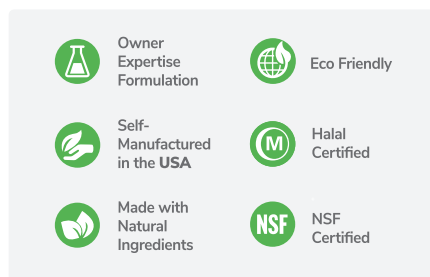 Owner
Expertise
Formulation
Eco Friendly
Self-
Manufactured
in the USA
M
Halal
Certified
Made with
Natural
Ingredients
NSF
NSF
Certified